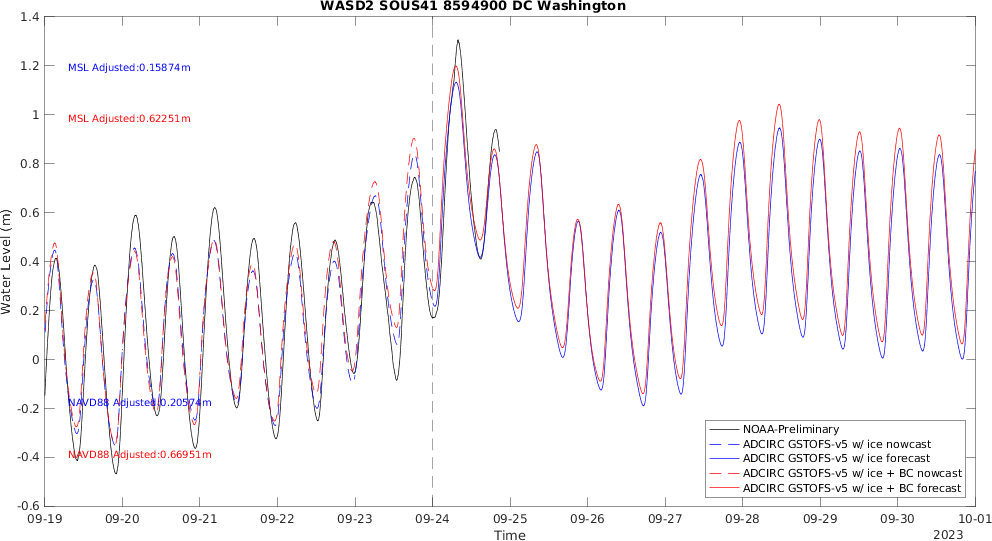 WASD2 SOUS41 8594900 DC Washington
1.4
1.2
1
0.8
0.6
0.4
0.2
0
-0.2
-0.4
-0.6
Water Level (m)
MSL Adjusted:0.15874m
MSL Adjusted:0.62251m
NAVD88 Adjusted:0.20574m
NAVD88 Adjusted:0.66951m
NOAA-Preliminary
ADCIRC GSTOFS-v5 w/ ice nowcast
ADCIRC GSTOFS-v5 w/ ice forecast
ADCIRC GSTOFS-v5 w/ ice + BC nowcast
ADCIRC GSTOFS-v5 w/ ice + BC forecast
09-19 09-20 09-21 09-22 09-23 09-24 09-25 09-26 09-27 09-28 09-29 09-30 10-01
Time
2023